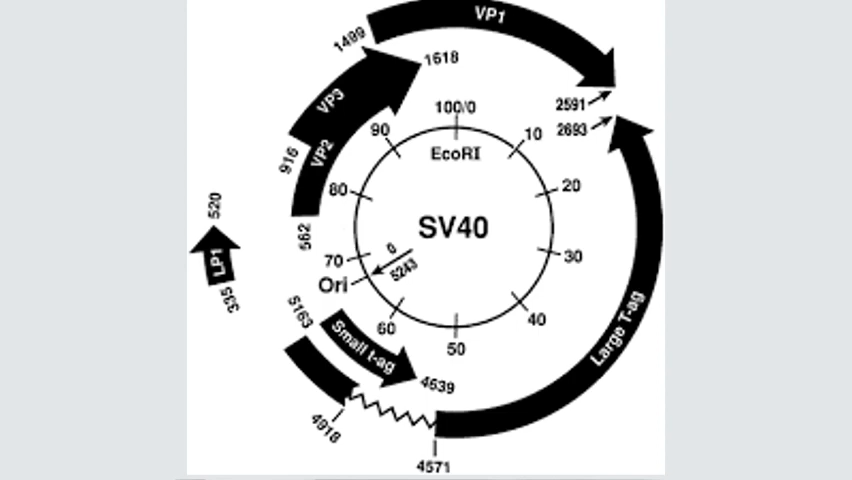 VP1
1499
1618
VP3
VP2
916
562
2591
2693
100/0
EcoRI
10
20
30
40
50
60
70
80
90
SV40
0
5243
Ori
520
LP1
335
5163
Small t-ag
4639
4918
4571
Large T-ag